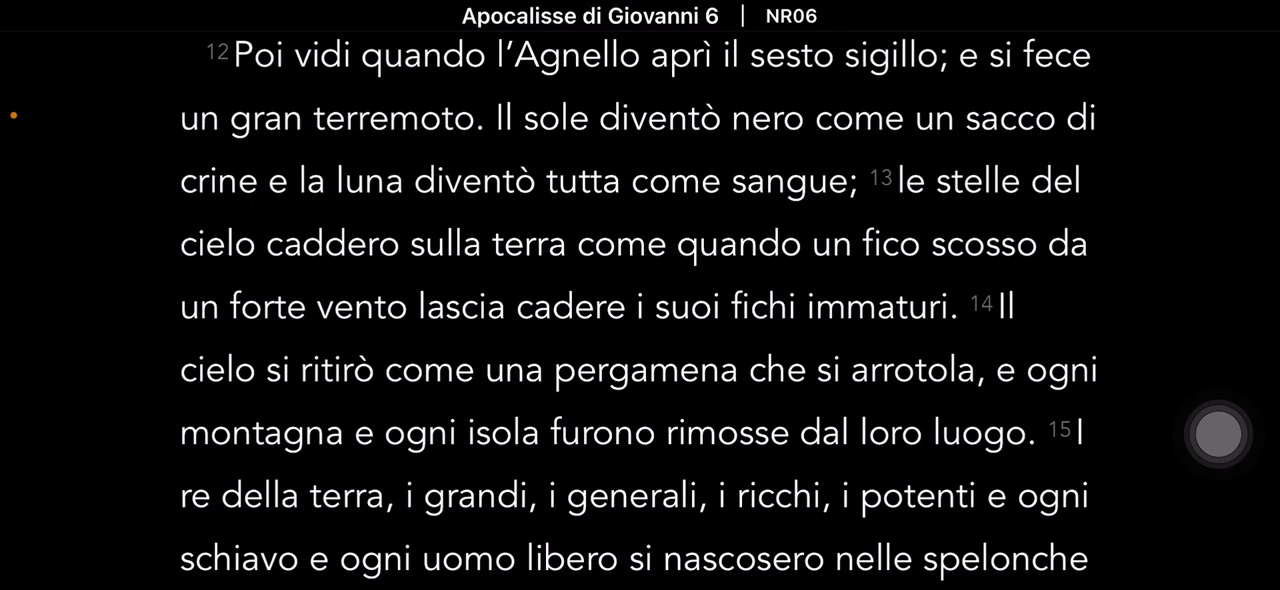 Apocalisse di Giovanni 6 | NR06
12 Poi vidi quando l’Agnello aprì il sesto sigillo; e si fece
un gran terremoto. Il sole diventò nero come un sacco di
crine e la luna diventò tutta come sangue; 13 le stelle del
cielo caddero sulla terra come quando un fico scosso da
un forte vento lascia cadere i suoi fichi immaturi. 14 Il
cielo si ritirò come una pergamena che si arrotola, e ogni
montagna e ogni isola furono rimosse dal loro luogo. 15 I
re della terra, i grandi, i generali, i ricchi, i potenti e ogni
schiavo e ogni uomo libero si nascosero nelle spelonche